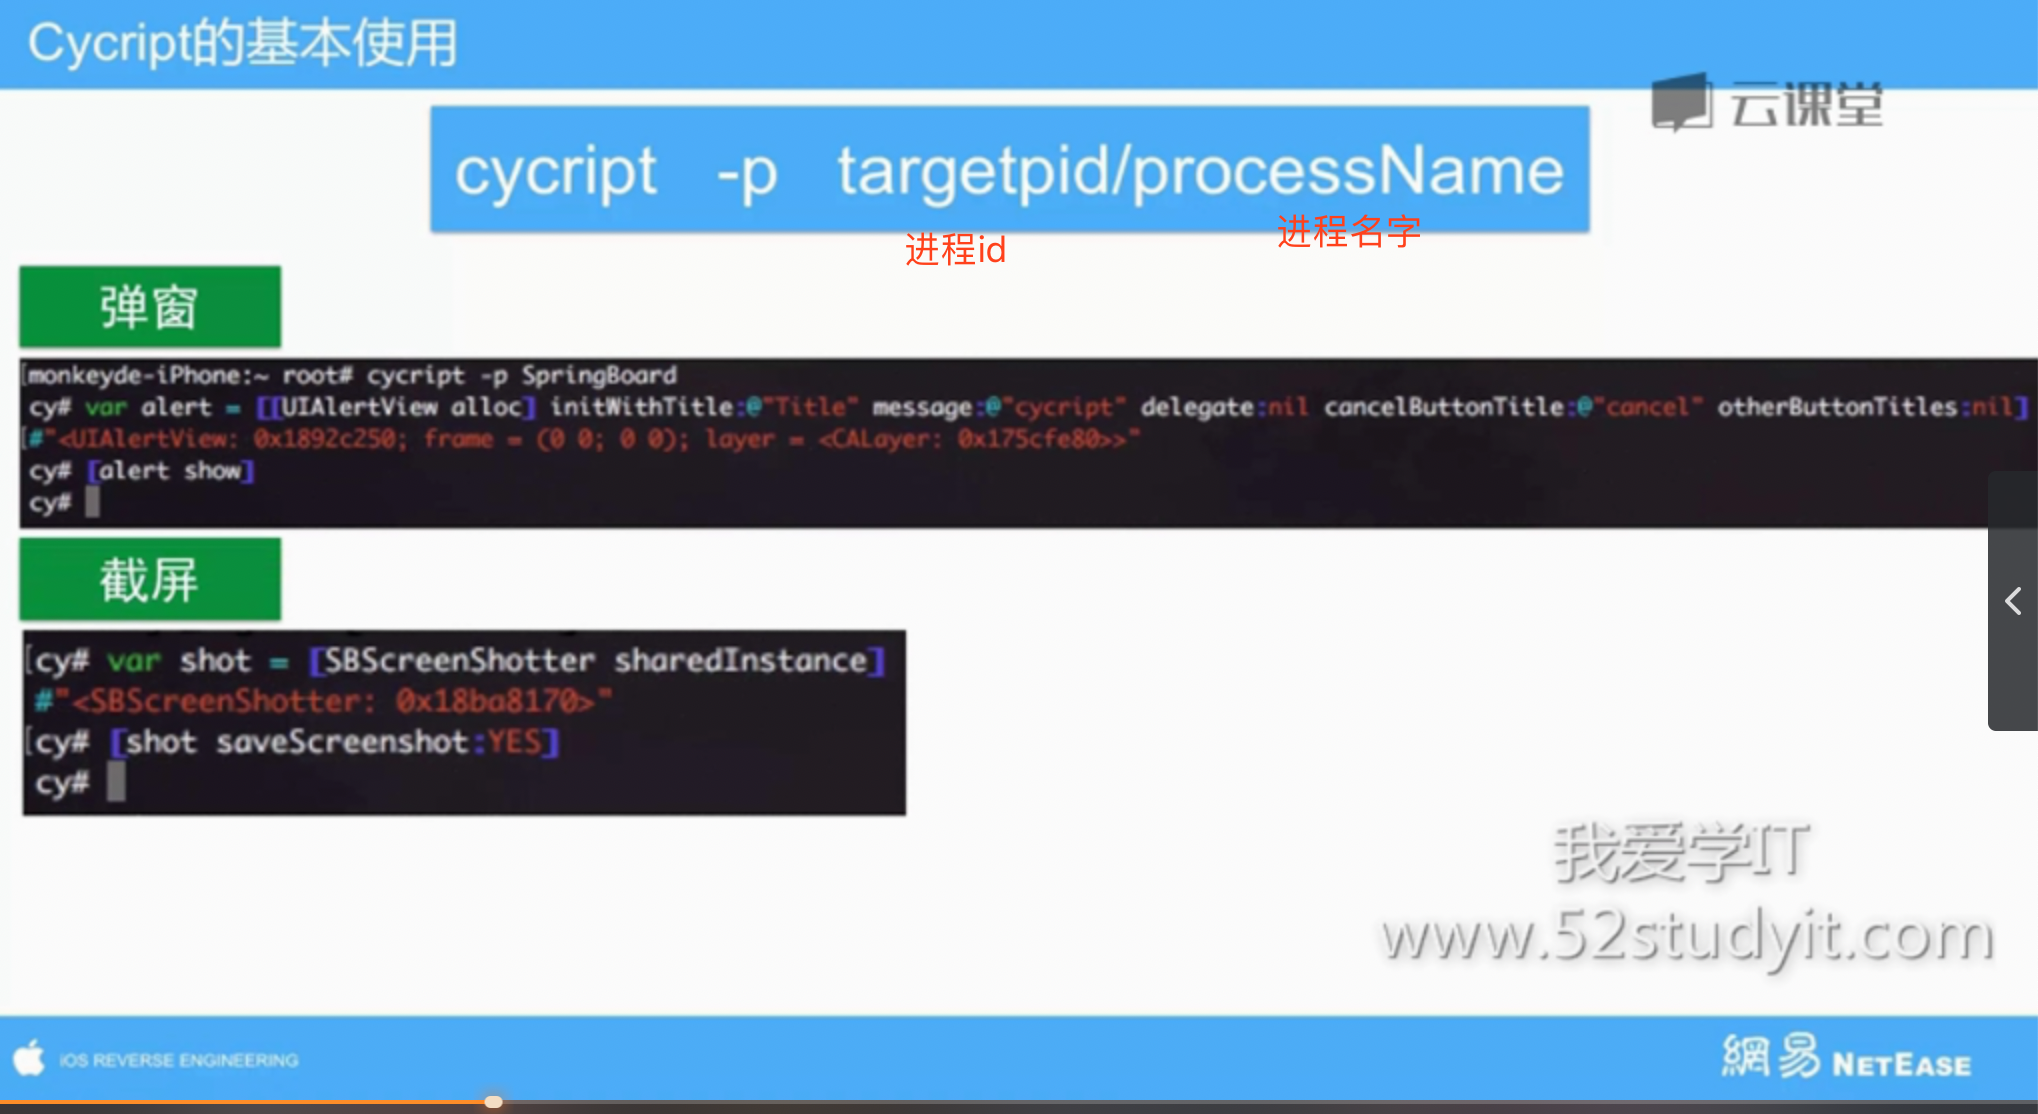 Cycript的基本使用
云课堂
cycript -p targetpid/processName
进程id
进程名字
弹窗
[monkeyde-iPhone:~ root# cycript -p SpringBoard
cy# var alert = [[UIAlertView alloc] initWithTitle:@"Title" message:@"cycript" delegate:nil cancelButtonTitle:@"cancel" otherButtonTitles:nil]
[#"<UIAlertView: 0x1892c250; frame = (0 0; 0 0); layer = <CALayer: 0x175cfe80>>"
cy# [alert show]
cy#
截屏
[cy# var shot = [SBScreenShotter sharedInstance]
#"<SBScreenShotter: 0x18ba8170>"
[cy# [shot saveScreenshot:YES]
cy#
我爱学IT
www.52studyit.com
iOS REVERSE ENGINEERING
網易 NETEASE